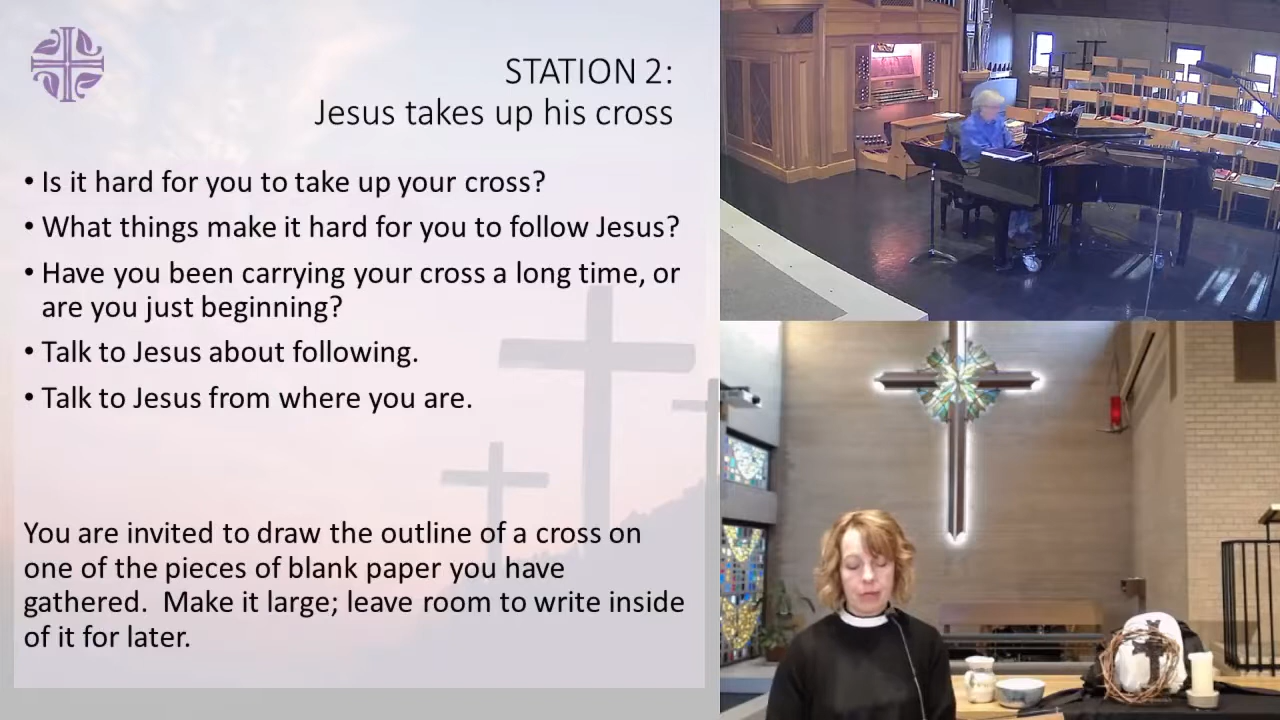 STATION 2:
Jesus takes up his cross
• Is it hard for you to take up your cross?
• What things make it hard for you to follow Jesus?
• Have you been carrying your cross a long time, or
are you just beginning?
• Talk to Jesus about following.
• Talk to Jesus from where you are.
You are invited to draw the outline of a cross on
one of the pieces of blank paper you have
gathered.  Make it large; leave room to write inside
of it for later.